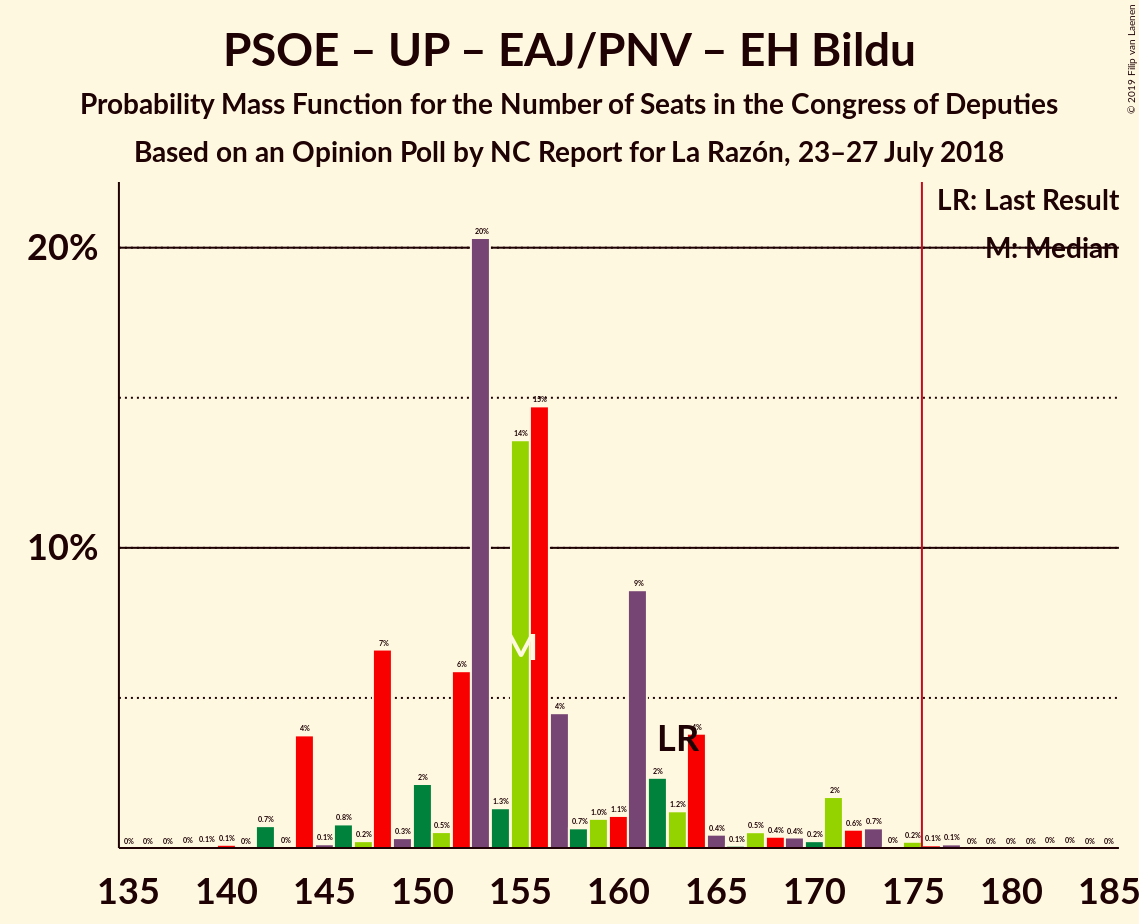 PSOE – UP – EAJ/PNV – EH Bildu
Probability Mass Function for the Number of Seats in the Congress of Deputies
Based on an Opinion Poll by NC Report for La Razón, 23–27 July 2018
© 2019 Filip van Laenen
LR: Last Result
M: Median
20%
10%
0% 0% 0% 0% 0.1% 0.1% 0% 0.7% 0% 4% 0.1% 0.8% 0.2% 7% 0.3% 2% 0.5% 6% 20% 1.3% 14% 15% 4% 0.7% 1.0% 1.1% 9% 2% 1.2% 4% 0.4% 0.1% 0.5% 0.4% 0.4% 0.2% 2% 0.6% 0.7% 0% 0.2% 0.1% 0.1% 0% 0% 0% 0% 0% 0% 0% 0%
M
LR
135 140 145 150 155 160 165 170 175 180 185